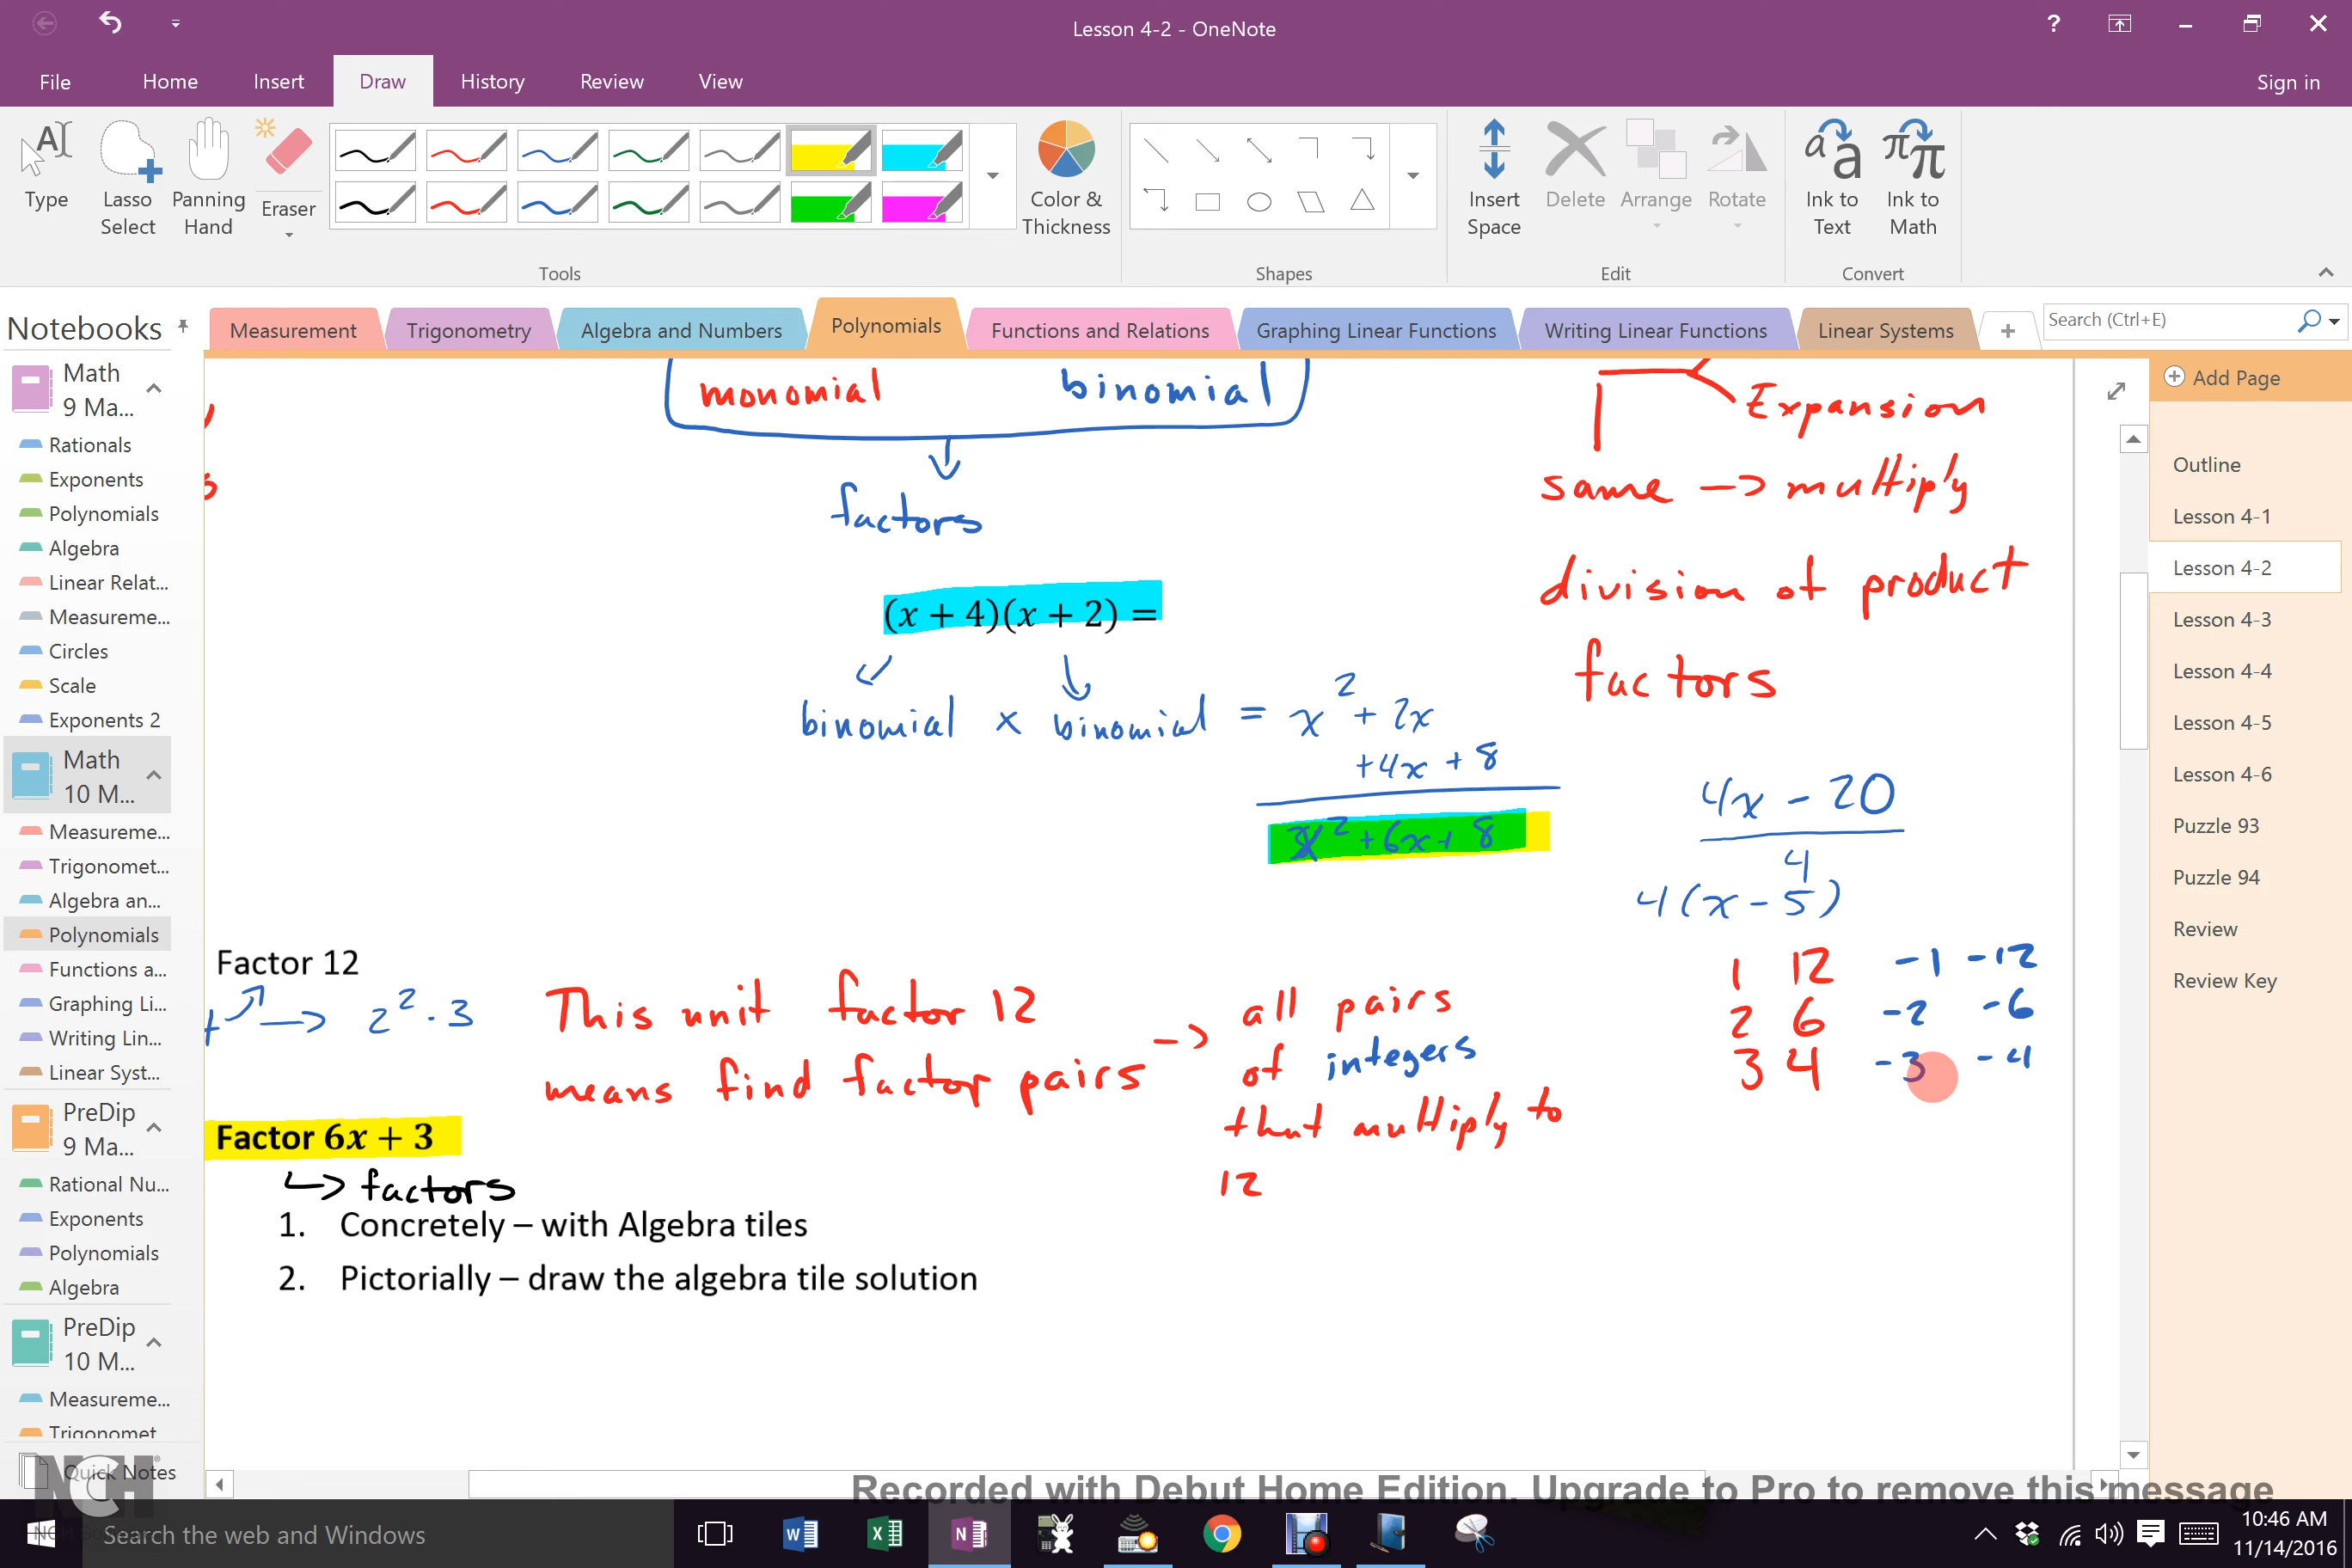 Lesson 4-2 - OneNote
?
File Home Insert Draw History Review View Sign in
Type
Lasso Select
Panning Hand
Eraser
Color & Thickness
Insert Space
Delete
Arrange
Rotate
Ink to Text
Ink to Math
Tools Shapes Edit Convert
Notebooks
Measurement Trigonometry Algebra and Numbers Polynomials Functions and Relations Graphing Linear Functions Writing Linear Functions Linear Systems +
Search (Ctrl+E)
Math 9 Ma...
Rationals
Exponents
Polynomials
Algebra
Linear Relat...
Measureme...
Circles
Scale
Exponents 2
Math 10 M...
Measureme...
Trigonomet...
Algebra an...
Polynomials
Functions a...
Graphing Li...
Writing Lin...
Linear Syst...
PreDip 9 Ma...
Rational Nu...
Exponents
Polynomials
Algebra
PreDip 10 M...
Measureme...
Trigonomet
Quick Notes
monomial binomial
factors
(x + 4)(x + 2) =
binomial x binomial = x² + 2x
+4x + 8
x² + 6x + 8
Expansion
same -> multiply
division of product
factors
4x - 20
4
4(x - 5)
Factor 12
-> 2² · 3
This unit factor 12
means find factor pairs ->
all pairs
of integers
that multiply to
12
1 12 -1 -12
2 6 -2 -6
3 4 -3 -4
Factor 6x + 3
-> factors
1. Concretely – with Algebra tiles
2. Pictorially – draw the algebra tile solution
Add Page
Outline
Lesson 4-1
Lesson 4-2
Lesson 4-3
Lesson 4-4
Lesson 4-5
Lesson 4-6
Puzzle 93
Puzzle 94
Review
Review Key
NCH
Recorded with Debut Home Edition. Upgrade to Pro to remove this message
Search the web and Windows
10:46 AM
11/14/2016